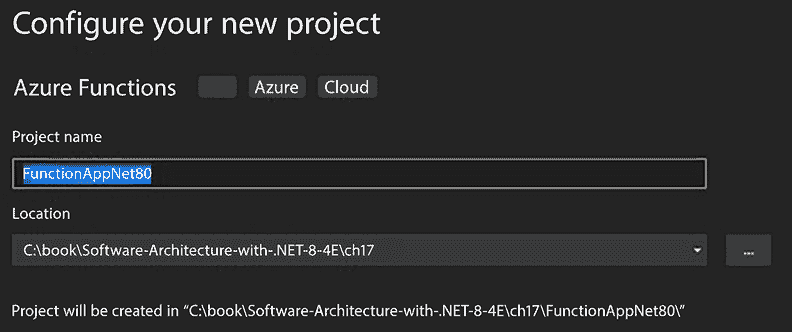 Configure your new project
Azure Functions Azure Cloud
Project name
FunctionAppNet80
Location
C:\book\Software-Architecture-with-.NET-8-4E\ch17
...
Project will be created in “C:\book\Software-Architecture-with-.NET-8-4E\ch17\FunctionAppNet80\”